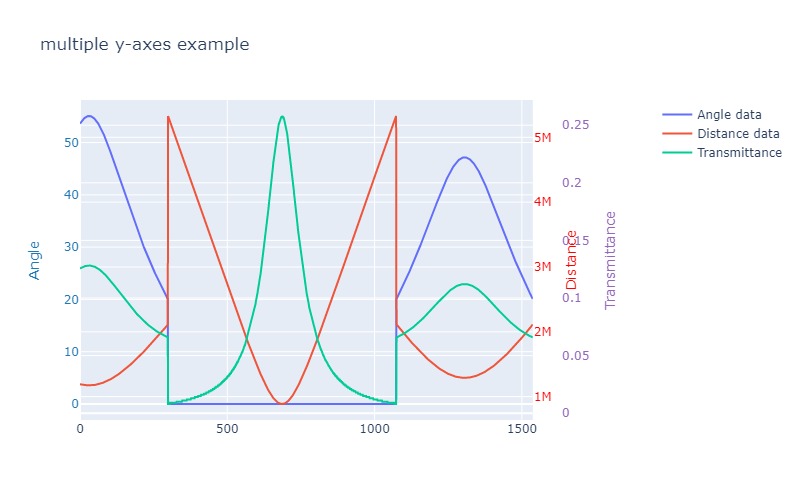 multiple y-axes example
Angle data
Distance data
Transmittance
Angle
50
40
30
20
10
0
0
500
1000
1500
5M
4M
3M
2M
1M
Distance
0.25
0.2
0.15
0.1
0.05
0
Transmittance